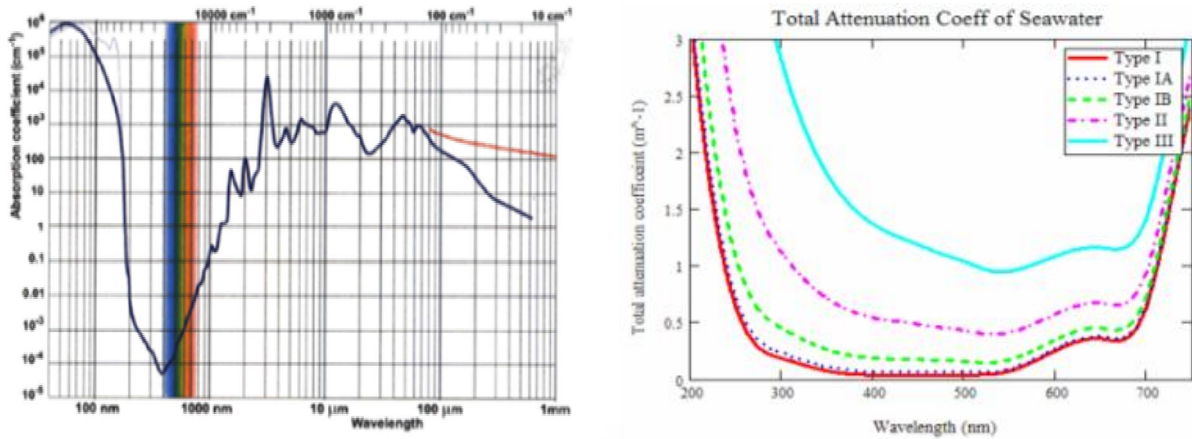 10000 cm⁻¹ 1000 cm⁻¹ 100 cm⁻¹ 10 cm⁻¹
Absorption coefficient (cm⁻¹)
10⁶
10⁵
10⁴
10³
100
10
1
0.1
0.01
10⁻³
10⁻⁴
10⁻⁵
100 nm 1000 nm 10 µm 100 µm 1mm
Wavelength
Total Attenuation Coeff of Seawater
Total attenuation coefficoint (m^-1)
3
2.5
2
1.5
1
0.5
0
Type I
Type IA
Type IB
Type II
Type III
200 300 400 500 600 700
Wavelength (nm)